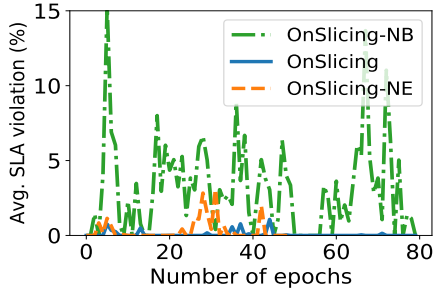 15
10
5
0
Avg. SLA violation (%)
OnSlicing-NB
OnSlicing
OnSlicing-NE
0 20 40 60 80
Number of epochs